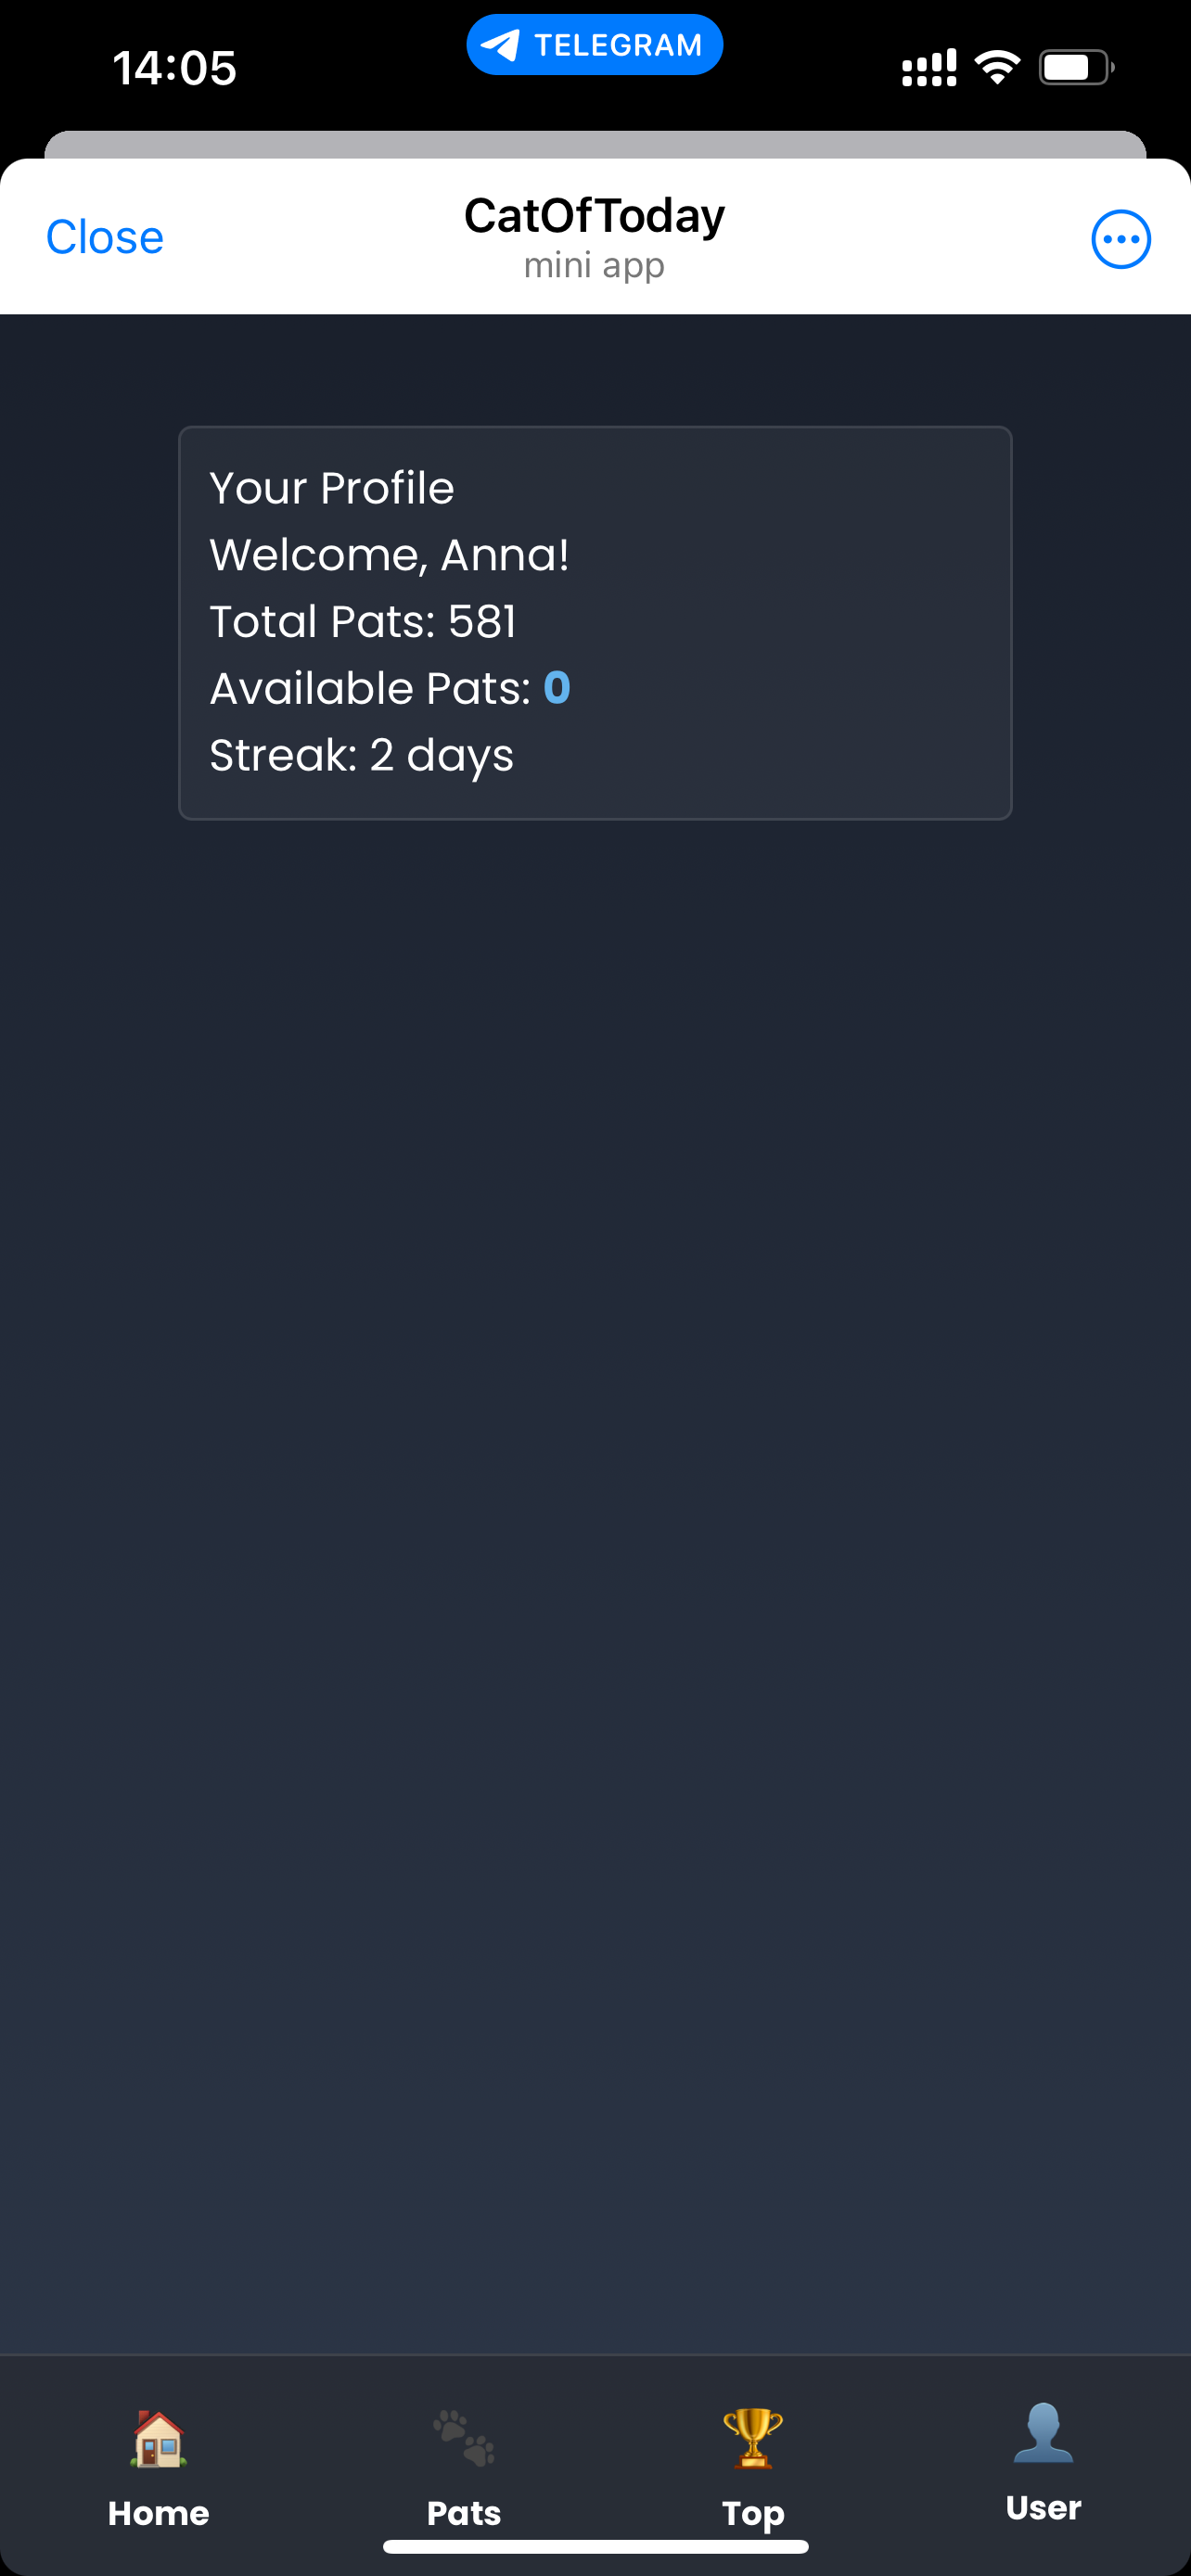 14:05
TELEGRAM
Close
CatOfToday
mini app
Your Profile
Welcome, Anna!
Total Pats: 581
Available Pats: 0
Streak: 2 days
Home
Pats
Top
User